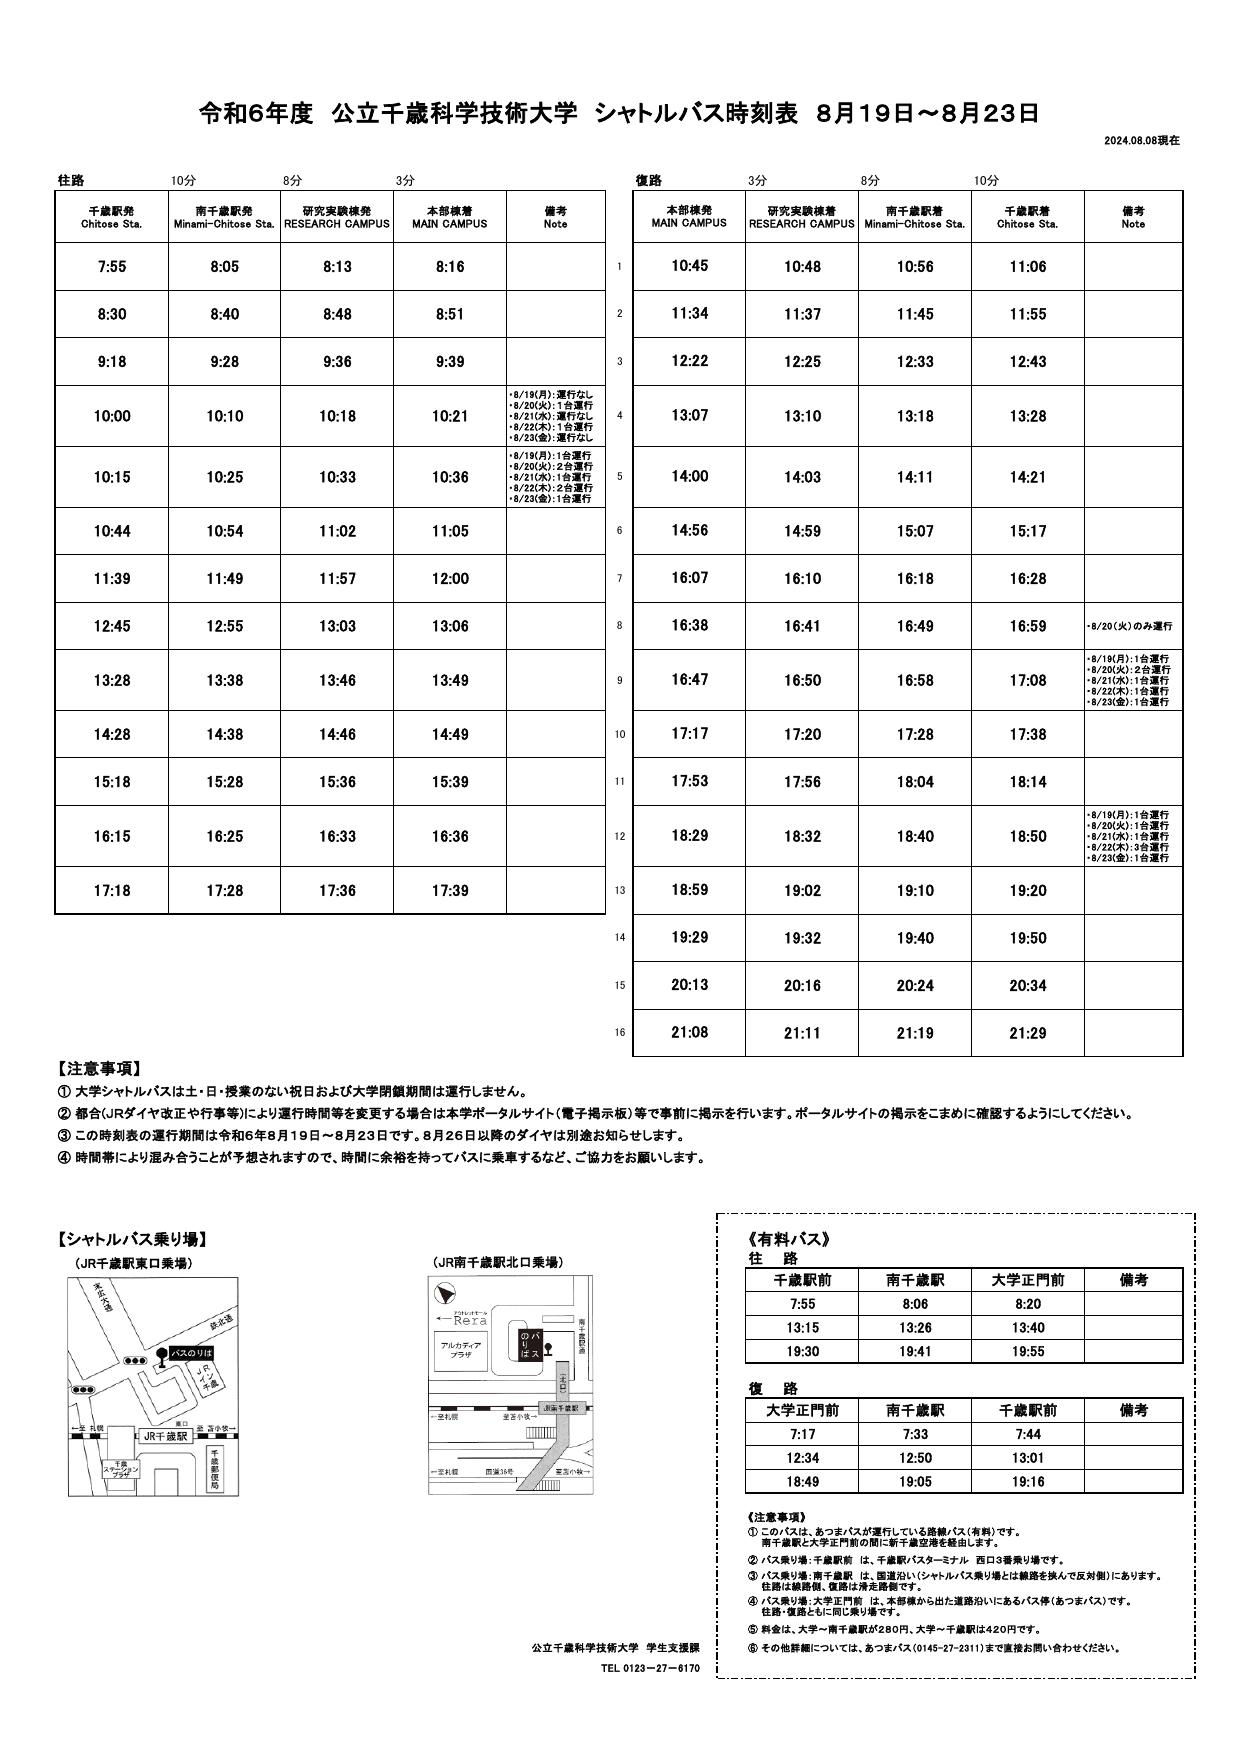 令和6年度　公立千歳科学技術大学　シャトルバス時刻表　8月19日～8月23日
2024.08.08現在
往路 10分 8分 3分
千歳駅発 南千歳駅発 研究実験棟発 本部棟着 備考
Chitose Sta. Minami-Chitose Sta. RESEARCH CAMPUS MAIN CAMPUS Note
7:55 8:05 8:13 8:16
8:30 8:40 8:48 8:51
9:18 9:28 9:36 9:39
10:00 10:10 10:18 10:21
・8/19(月):運行なし
・8/20(火):1台運行
・8/21(水):運行なし
・8/22(木):1台運行
・8/23(金):運行なし
10:15 10:25 10:33 10:36
・8/19(月):1台運行
・8/20(火):2台運行
・8/21(水):1台運行
・8/22(木):2台運行
・8/23(金):1台運行
10:44 10:54 11:02 11:05
11:39 11:49 11:57 12:00
12:45 12:55 13:03 13:06
13:28 13:38 13:46 13:49
14:28 14:38 14:46 14:49
15:18 15:28 15:36 15:39
16:15 16:25 16:33 16:36
17:18 17:28 17:36 17:39
復路 3分 8分 10分
本部棟発 研究実験棟着 南千歳駅着 千歳駅着 備考
MAIN CAMPUS RESEARCH CAMPUS Minami-Chitose Sta. Chitose Sta. Note
1 10:45 10:48 10:56 11:06
2 11:34 11:37 11:45 11:55
3 12:22 12:25 12:33 12:43
4 13:07 13:10 13:18 13:28
5 14:00 14:03 14:11 14:21
6 14:56 14:59 15:07 15:17
7 16:07 16:10 16:18 16:28
8 16:38 16:41 16:49 16:59 ・8/20(火)のみ運行
9 16:47 16:50 16:58 17:08
・8/19(月):1台運行
・8/20(火):2台運行
・8/21(水):1台運行
・8/22(木):1台運行
・8/23(金):1台運行
10 17:17 17:20 17:28 17:38
11 17:53 17:56 18:04 18:14
12 18:29 18:32 18:40 18:50
・8/19(月):1台運行
・8/20(火):1台運行
・8/21(水):1台運行
・8/22(木):3台運行
・8/23(金):1台運行
13 18:59 19:02 19:10 19:20
14 19:29 19:32 19:40 19:50
15 20:13 20:16 20:24 20:34
16 21:08 21:11 21:19 21:29
【注意事項】
① 大学シャトルバスは土・日・授業のない祝日および大学閉鎖期間は運行しません。
② 都合(JRダイヤ改正や行事等)により運行時間等を変更する場合は本学ポータルサイト(電子掲示板)等で事前に掲示を行います。ポータルサイトの掲示をこまめに確認するようにしてください。
③ この時刻表の運行期間は令和6年8月19日～8月23日です。8月26日以降のダイヤは別途お知らせします。
④ 時間帯により混み合うことが予想されますので、時間に余裕を持ってバスに乗車するなど、ご協力をお願いします。
【シャトルバス乗り場】
(JR千歳駅東口乗場)
末広大通
鉄北通
バスのりば
JRイン千歳
東口
←至 札幌
JR千歳駅
至 苫小牧→
千歳ステーションプラザ
千歳郵便局
(JR南千歳駅北口乗場)
アウトレットモール
←Rera
アルカディアプラザ
バスのりば
南千歳駅通
(北口)
JR南千歳駅
←至札幌 至苫小牧→
←至札幌 国道36号 至苫小牧→
公立千歳科学技術大学　学生支援課
TEL 0123－27－6170
《有料バス》
往　路
千歳駅前 南千歳駅 大学正門前 備考
7:55 8:06 8:20
13:15 13:26 13:40
19:30 19:41 19:55
復　路
大学正門前 南千歳駅 千歳駅前 備考
7:17 7:33 7:44
12:34 12:50 13:01
18:49 19:05 19:16
《注意事項》
① このバスは、あつまバスが運行している路線バス(有料)です。
南千歳駅と大学正門前の間に新千歳空港を経由します。
② バス乗り場:千歳駅前　は、千歳駅バスターミナル　西口3番乗り場です。
③ バス乗り場:南千歳駅　は、国道沿い(シャトルバス乗り場とは線路を挟んで反対側)にあります。
往路は線路側、復路は滑走路側です。
④ バス乗り場:大学正門前　は、本部棟から出た道路沿いにあるバス停(あつまバス)です。
往路・復路ともに同じ乗り場です。
⑤ 料金は、大学～南千歳駅が280円、大学～千歳駅は420円です。
⑥ その他詳細については、あつまバス(0145-27-2311)まで直接お問い合わせください。